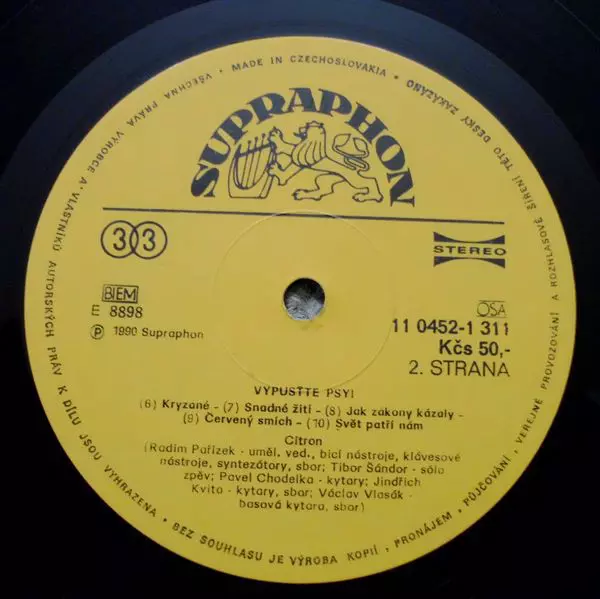 SUPRAPHON
• MADE IN CZECHOSLOVAKIA •
VŠECHNA PRÁVA VÝROBCE A VLASTNÍKŮ AUTORSKÝCH PRÁV K DÍLU JSOU VYHRAZENA • BEZ SOUHLASU JE VÝROBA KOPIÍ, PRONÁJEM, PŮJČOVÁNÍ, VEREJNÉ PROVOZOVÁNÍ A ROZHLASOVÉ ŠÍŘENÍ TÉTO DESKY ZAKÁZÁNO
33
STEREO
BIEM
E 8898
Ⓟ 1990 Supraphon
OSA
11 0452-1 311
Kčs 50,-
2. STRANA
VYPUSŤTE PSY!
(6) Kryzané - (7) Snadné žití - (8) Jak zákony kázaly -
(9) Červený smích - (10) Svět patří nám
Citron
(Radim Pařízek - uměl. ved., bicí nástroje, klávesové
nástroje, syntezátory, sbor; Tibor Šándor - sólo
zpěv; Pavel Chodelka - kytary; Jindřich
Kvita - kytary, sbor; Václav Vlasák -
basová kytara, sbor)